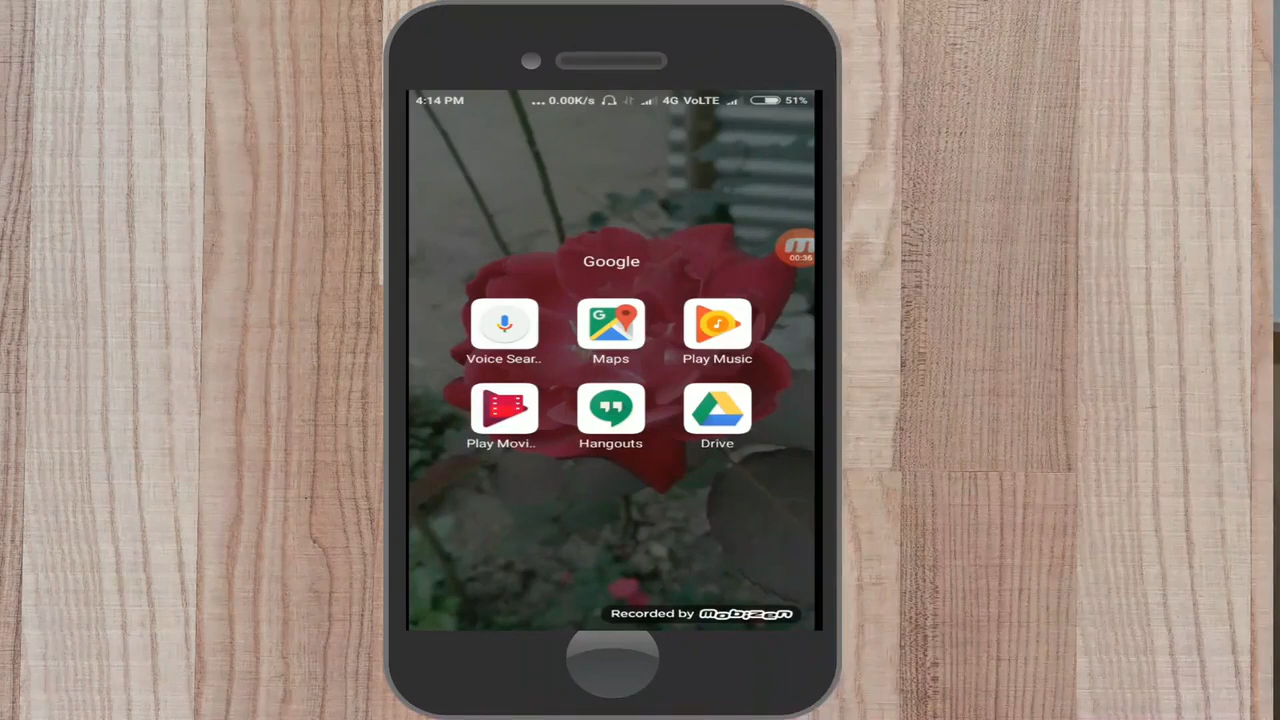 4:14 PM ... 0.00K/s 4G VoLTE 51%
00:36
Google
Voice Sear.. Maps Play Music
Play Movi.. Hangouts Drive
Recorded by mobizen